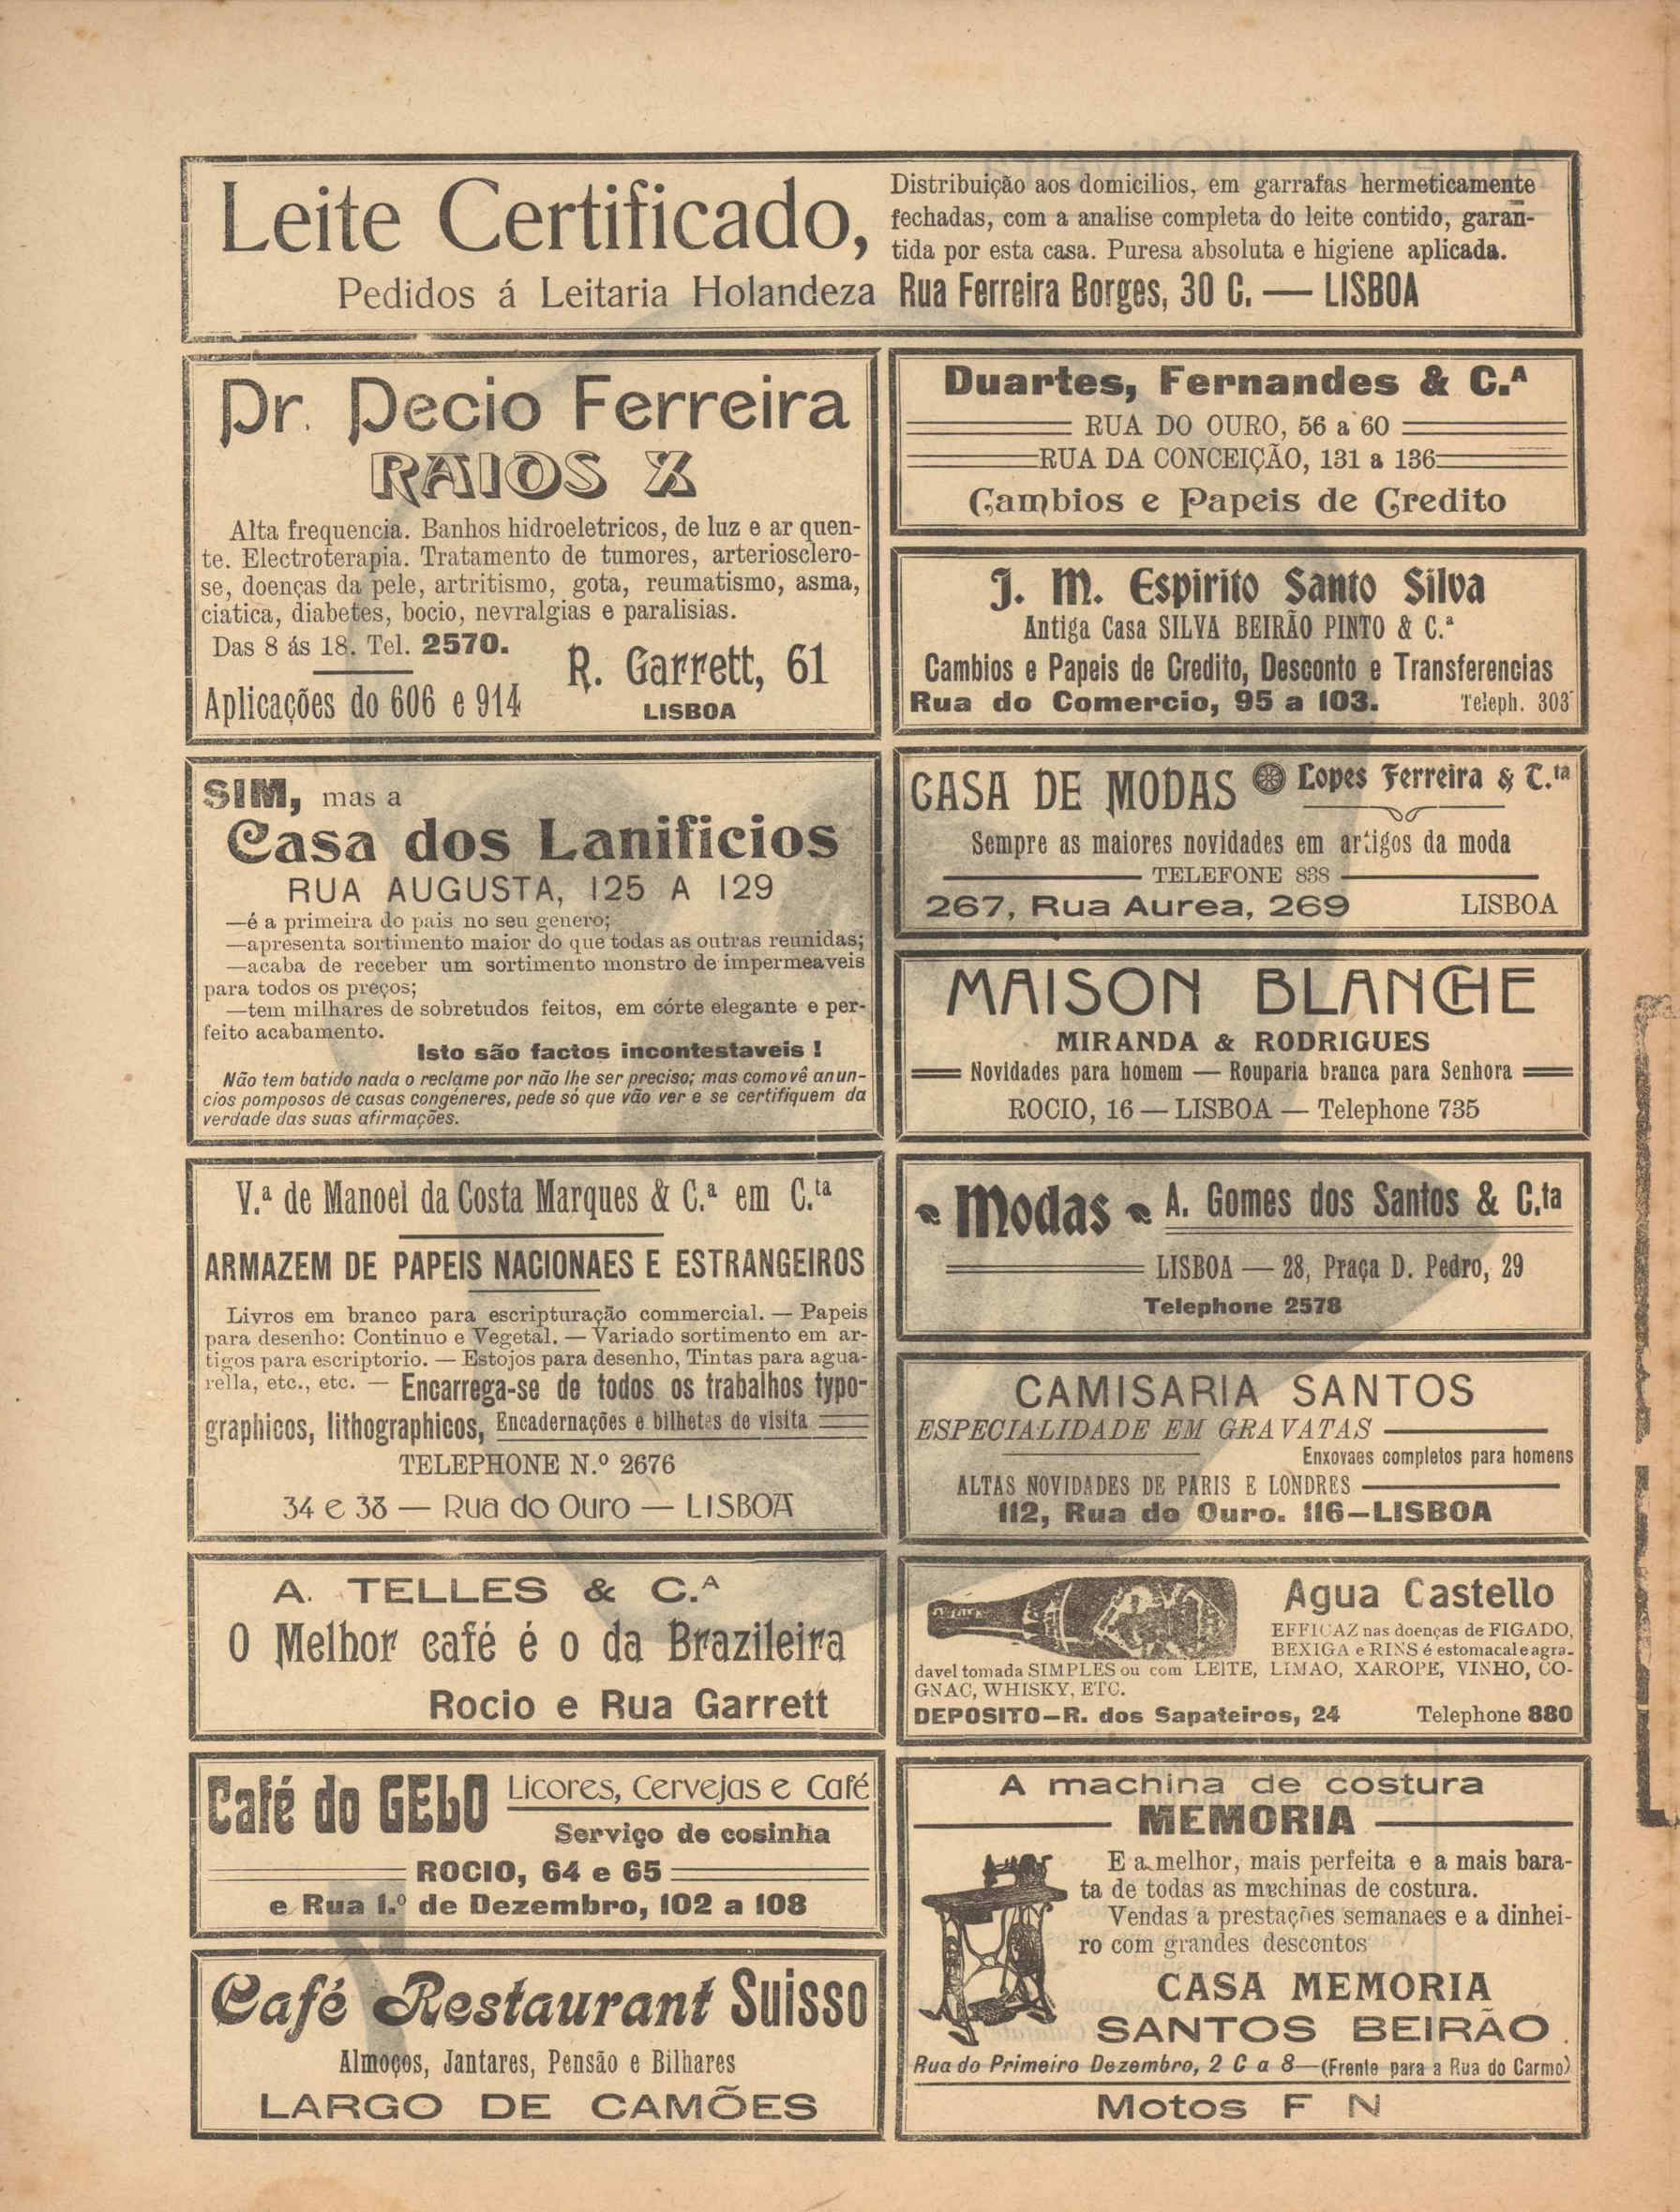 Leite Certificado,
Distribuição aos domicilios, em garrafas hermeticamente
fechadas, com a analise completa do leite contido, garan-
tida por esta casa. Puresa absoluta e higiene aplicada.
Pedidos á Leitaria Holandeza Rua Ferreira Borges, 30 C. — LISBOA
Dr. Decio Ferreira
RAIOS X
Alta frequencia. Banhos hidroeletricos, de luz e ar quen-
te. Electroterapia. Tratamento de tumores, arteriosclero-
se, doenças da pele, artritismo, gota, reumatismo, asma,
ciatica, diabetes, bocio, nevralgias e paralisias.
Das 8 ás 18. Tel. 2570.
Aplicações do 606 e 914
R. Garrett, 61
LISBOA
SIM, mas a
Casa dos Lanificios
RUA AUGUSTA, 125 A 129
—é a primeira do pais no seu genero;
—apresenta sortimento maior do que todas as outras reunidas;
—acaba de receber um sortimento monstro de impermeaveis
para todos os preços;
—tem milhares de sobretudos feitos, em córte elegante e per-
feito acabamento.
Isto são factos incontestaveis !
Não tem batido nada o reclame por não lhe ser preciso; mas como vê anun-
cios pomposos de casas congéneres, pede só que vão ver e se certifiquem da
verdade das suas afirmações.
V.ª de Manoel da Costa Marques & C.ª em C.ta
ARMAZEM DE PAPEIS NACIONAES E ESTRANGEIROS
Livros em branco para escripturação commercial. — Papeis
para desenho: Continuo e Vegetal. — Variado sortimento em ar-
tigos para escriptorio. — Estojos para desenho, Tintas para agua-
rella, etc., etc. — Encarrega-se de todos os trabalhos typo-
graphicos, lithographicos, Encadernações e bilhetes de visita
TELEPHONE N.º 2676
34 e 38 — Rua do Ouro — LISBOA
A. TELLES & C.A
O Melhor café é o da Brazileira
Rocio e Rua Garrett
Café do GELO
Licores, Cervejas e Café
Serviço de cosinha
ROCIO, 64 e 65
e Rua 1.º de Dezembro, 102 a 108
Café Restaurant Suisso
Almoços, Jantares, Pensão e Bilhares
LARGO DE CAMÕES
Duartes, Fernandes & C.A
RUA DO OURO, 56 a 60
RUA DA CONCEIÇÃO, 131 a 136
Cambios e Papeis de Credito
J. M. Espirito Santo Silva
Antiga Casa SILVA BEIRÃO PINTO & C.ª
Cambios e Papeis de Credito, Desconto e Transferencias
Rua do Comercio, 95 a 103. Teleph. 303
CASA DE MODAS Lopes Ferreira & C.ta
Sempre as maiores novidades em artigos da moda
TELEFONE 838
267, Rua Aurea, 269 LISBOA
MAISON BLANCHE
MIRANDA & RODRIGUES
Novidades para homem — Rouparia branca para Senhora
ROCIO, 16 — LISBOA — Telephone 735
Modas A. Gomes dos Santos & C.ta
LISBOA — 28, Praça D. Pedro, 29
Telephone 2578
CAMISARIA SANTOS
ESPECIALIDADE EM GRAVATAS
Enxovaes completos para homens
ALTAS NOVIDADES DE PARIS E LONDRES
112, Rua do Ouro. 116—LISBOA
Agua Castello
EFFICAZ nas doenças de FIGADO,
BEXIGA e RINS é estomacal e agra-
davel tomada SIMPLES ou com LEITE, LIMAO, XAROPE, VINHO, CO-
GNAC, WHISKY, ETC.
DEPOSITO—R. dos Sapateiros, 24 Telephone 880
A machina de costura
MEMORIA
E a melhor, mais perfeita e a mais bara-
ta de todas as machinas de costura.
Vendas a prestações semanaes e a dinhei-
ro com grandes descontos
CASA MEMORIA
SANTOS BEIRÃO
Rua do Primeiro Dezembro, 2 C a 8—(Frente para a Rua do Carmo)
Motos F N